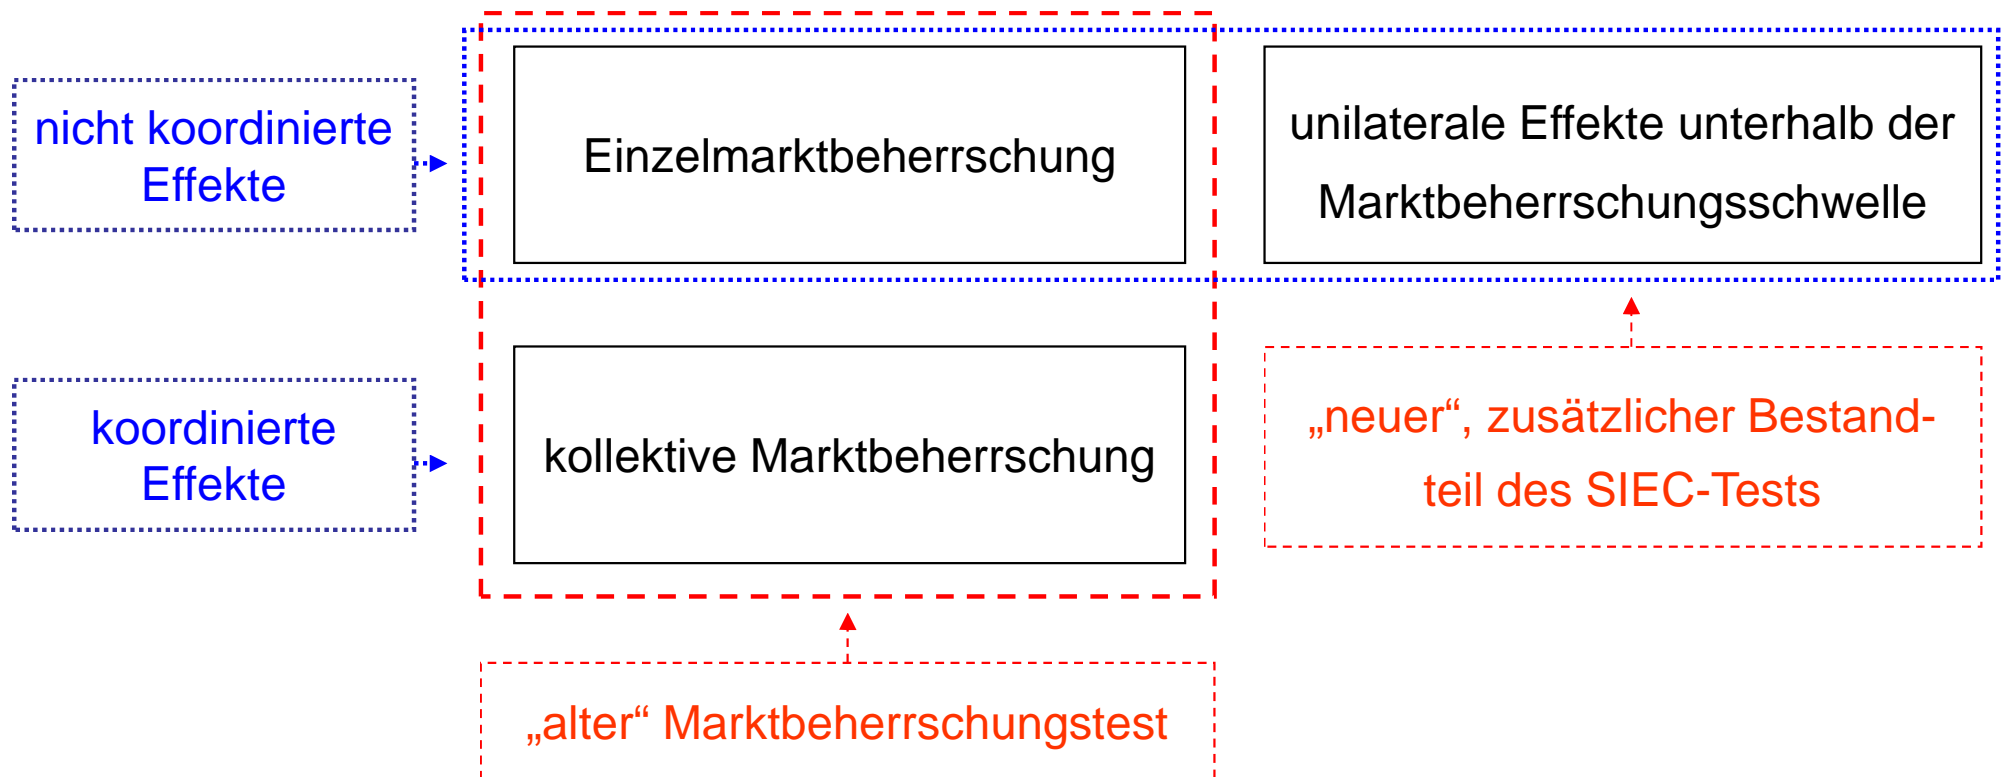 nicht koordinierte
Effekte
Einzelmarktbeherrschung
unilaterale Effekte unterhalb der
Marktbeherrschungsschwelle
koordinierte
Effekte
kollektive Marktbeherrschung
„neuer“, zusätzlicher Bestand-
teil des SIEC-Tests
„alter“ Marktbeherrschungstest